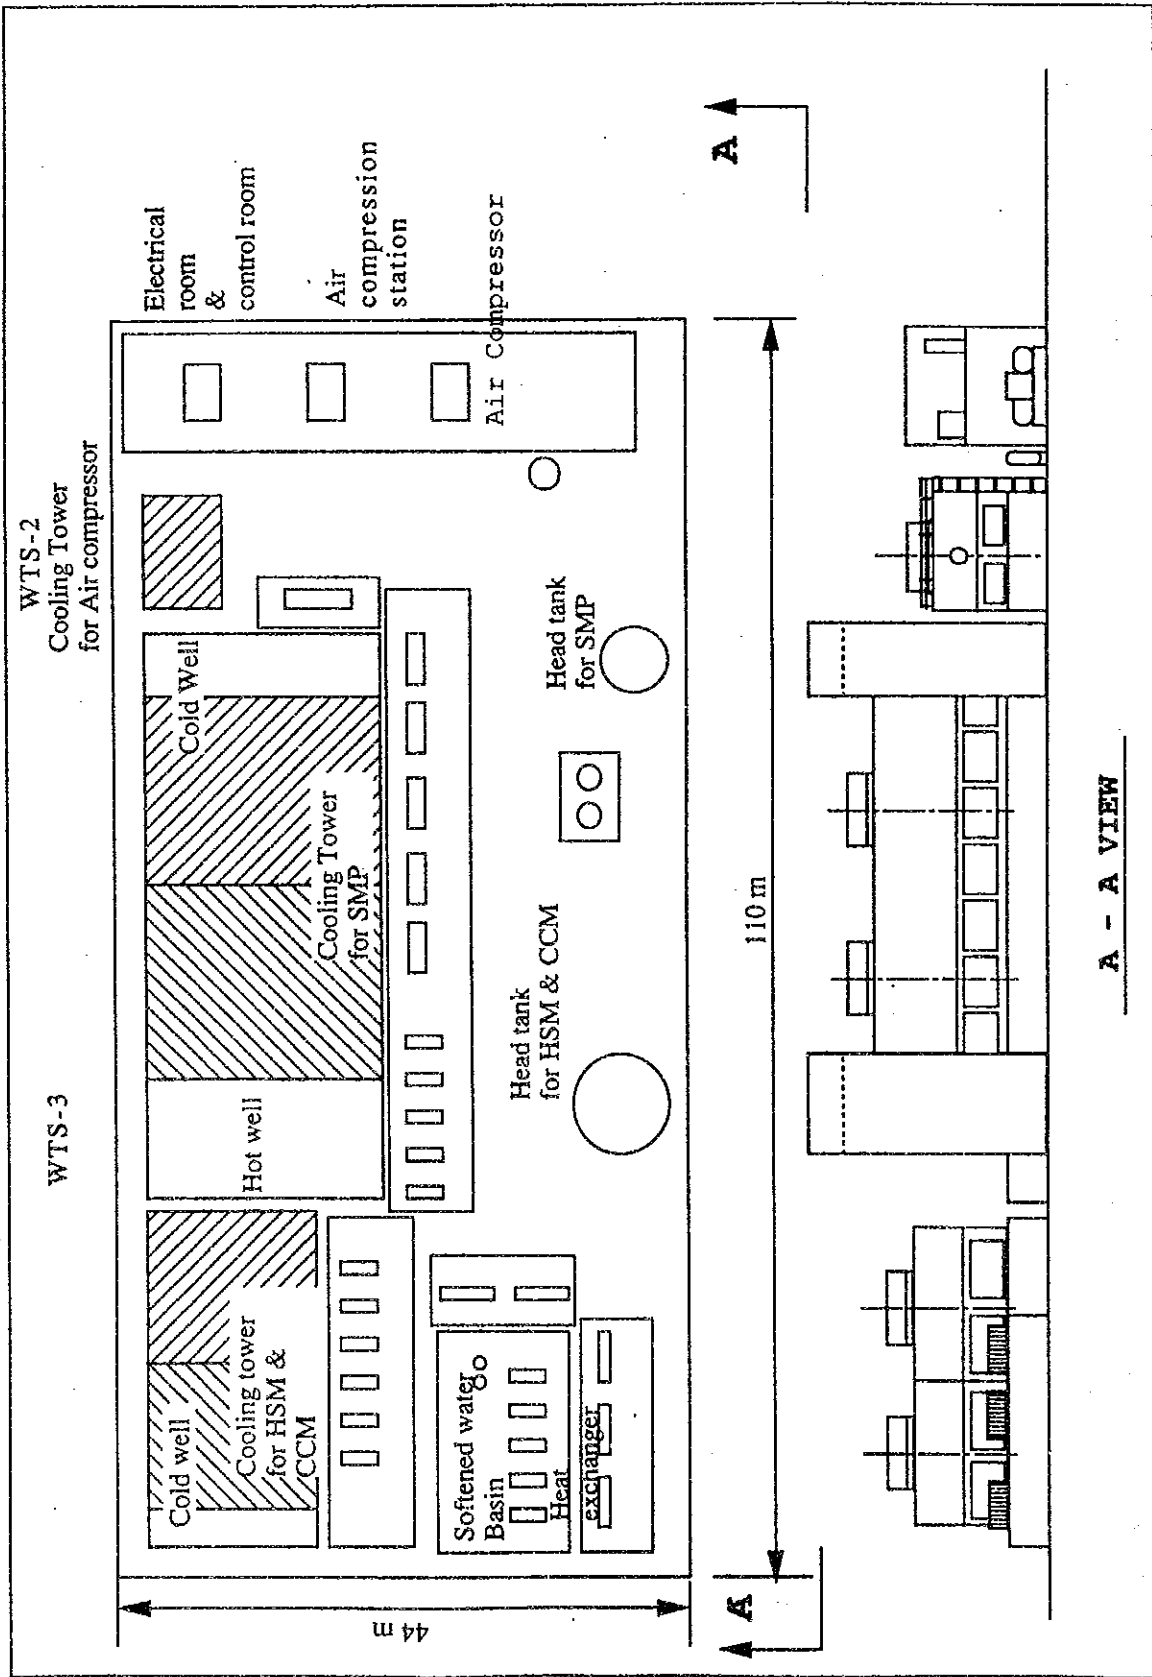 WTS-3
WTS-2
Cooling Tower
for Air compressor
Cold well
Cooling tower
for HSM &
CCM
Hot well
Cooling Tower
for SMP
Cold Well
Electrical
room
&
control room
Air
compression
station
Air Compressor
Softened water
Basin
Heat
exchanger
Head tank
for HSM & CCM
Head tank
for SMP
44 m
110 m
A
A
A - A VIEW